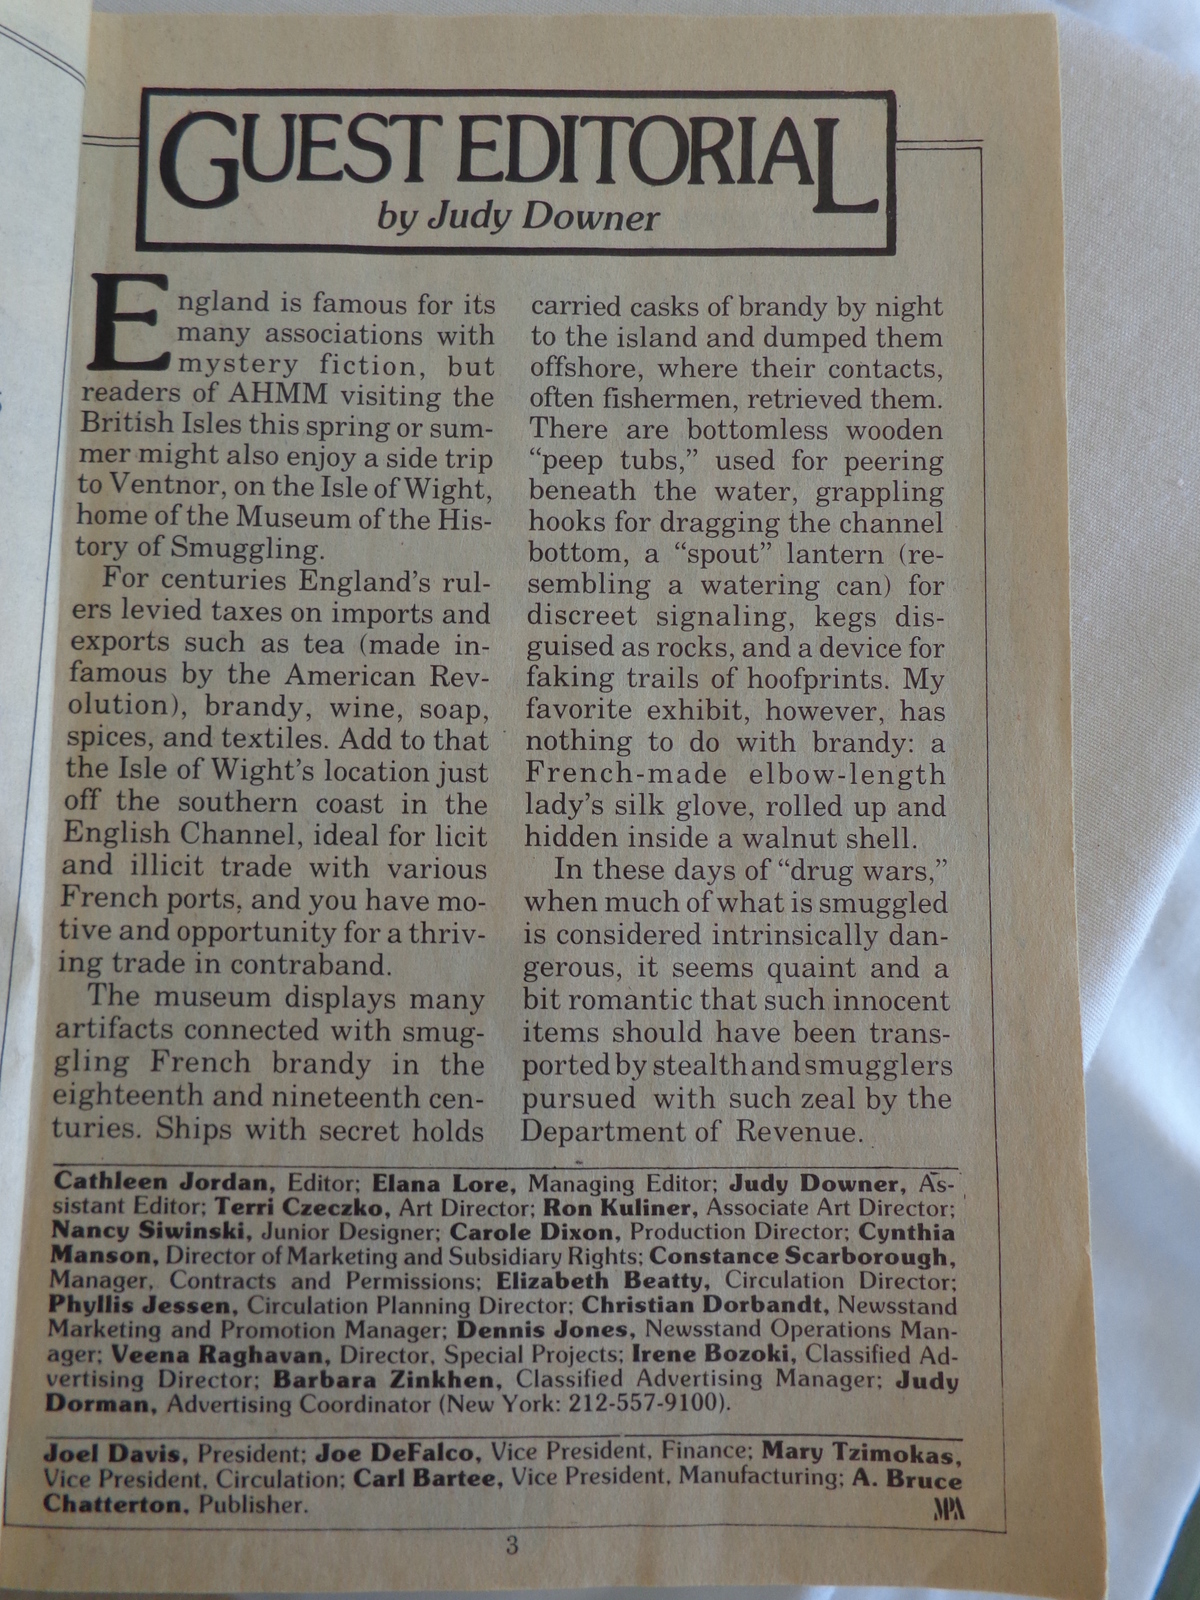 GUEST EDITORIAL
by Judy Downer
England is famous for its
many associations with
mystery fiction, but
readers of AHMM visiting the
British Isles this spring or sum-
mer might also enjoy a side trip
to Ventnor, on the Isle of Wight,
home of the Museum of the His-
tory of Smuggling.
For centuries England's rul-
ers levied taxes on imports and
exports such as tea (made in-
famous by the American Rev-
olution), brandy, wine, soap,
spices, and textiles. Add to that
the Isle of Wight's location just
off the southern coast in the
English Channel, ideal for licit
and illicit trade with various
French ports, and you have mo-
tive and opportunity for a thriv-
ing trade in contraband.
The museum displays many
artifacts connected with smug-
gling French brandy in the
eighteenth and nineteenth cen-
turies. Ships with secret holds
carried casks of brandy by night
to the island and dumped them
offshore, where their contacts,
often fishermen, retrieved them.
There are bottomless wooden
"peep tubs," used for peering
beneath the water, grappling
hooks for dragging the channel
bottom, a "spout" lantern (re-
sembling a watering can) for
discreet signaling, kegs dis-
guised as rocks, and a device for
faking trails of hoofprints. My
favorite exhibit, however, has
nothing to do with brandy: a
French-made elbow-length
lady's silk glove, rolled up and
hidden inside a walnut shell.
In these days of "drug wars,"
when much of what is smuggled
is considered intrinsically dan-
gerous, it seems quaint and a
bit romantic that such innocent
items should have been trans-
ported by stealth and smugglers
pursued with such zeal by the
Department of Revenue.
Cathleen Jordan, Editor; Elana Lore, Managing Editor; Judy Downer, As-
sistant Editor; Terri Czeczko, Art Director; Ron Kuliner, Associate Art Director;
Nancy Siwinski, Junior Designer; Carole Dixon, Production Director; Cynthia
Manson, Director of Marketing and Subsidiary Rights; Constance Scarborough,
Manager, Contracts and Permissions; Elizabeth Beatty, Circulation Director;
Phyllis Jessen, Circulation Planning Director; Christian Dorbandt, Newsstand
Marketing and Promotion Manager; Dennis Jones, Newsstand Operations Man-
ager; Veena Raghavan, Director, Special Projects; Irene Bozoki, Classified Ad-
vertising Director; Barbara Zinkhen, Classified Advertising Manager; Judy
Dorman, Advertising Coordinator (New York: 212-557-9100).
Joel Davis, President; Joe DeFalco, Vice President, Finance; Mary Tzimokas,
Vice President, Circulation; Carl Bartee, Vice President, Manufacturing; A. Bruce
Chatterton, Publisher.
MPA
3